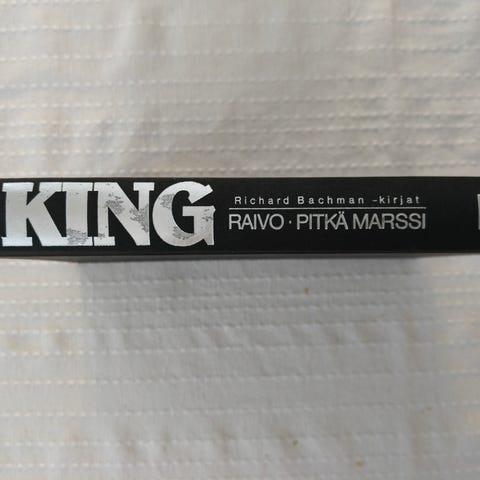 KING
Richard Bachman -kirjat
RAIVO · PITKÄ MARSSI